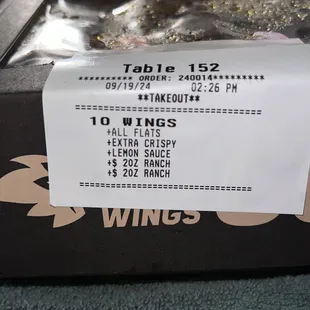 Table 152
********** ORDER: 240014*********
09/19/24 02:26 PM
**TAKEOUT**
10 WINGS
+ALL FLATS
+EXTRA CRISPY
+LEMON SAUCE
+$ 2OZ RANCH
+$ 2OZ RANCH
WINGS